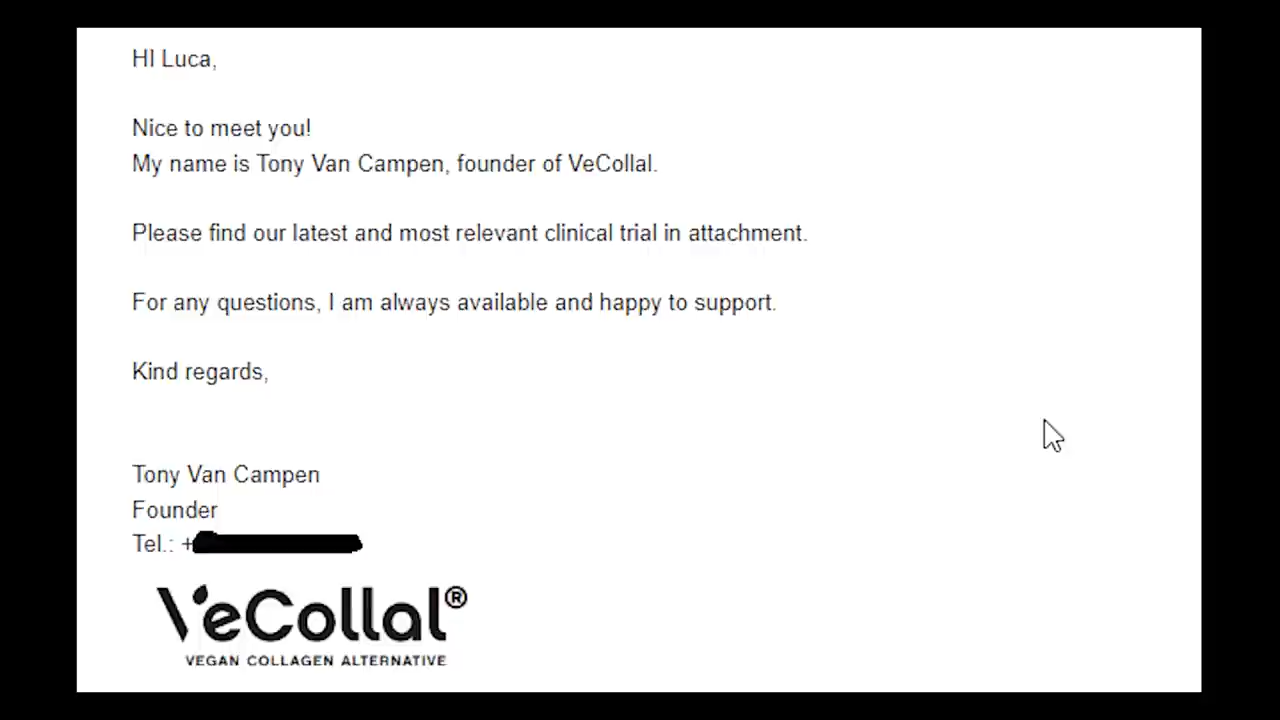 HI Luca,
Nice to meet you!
My name is Tony Van Campen, founder of VeCollal.
Please find our latest and most relevant clinical trial in attachment.
For any questions, I am always available and happy to support.
Kind regards,
Tony Van Campen
Founder
Tel.: +
VeCollal®
VEGAN COLLAGEN ALTERNATIVE